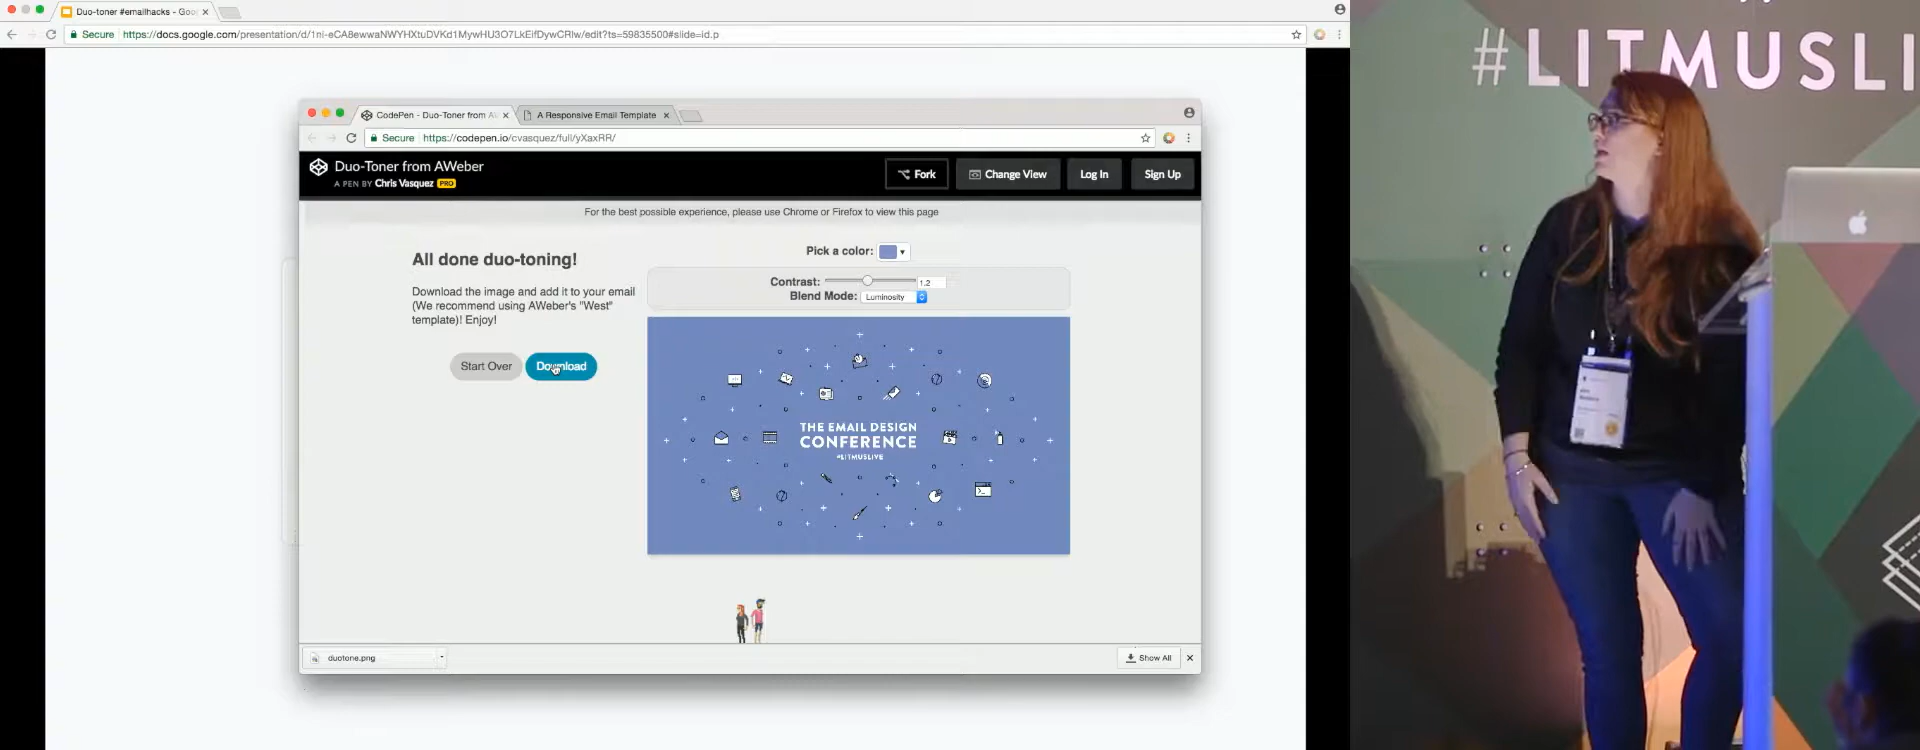 Duo-toner #emailhacks - Goo
Secure
https://docs.google.com/presentation/d/1ni-eCA8ewwaNWYHXtuDVKd1MywHU3O7LkEifDywCRlw/edit?ts=59835500#slide=id.p
#LITMUSLI
CodePen - Duo-Toner from AW
A Responsive Email Template
Secure
https://codepen.io/cvasquez/full/yXaxRR/
Duo-Toner from AWeber
A PEN BY Chris Vasquez PRO
Fork
Change View
Log In
Sign Up
For the best possible experience, please use Chrome or Firefox to view this page
All done duo-toning!
Download the image and add it to your email
(We recommend using AWeber's "West"
template)! Enjoy!
Start Over
Download
Pick a color:
Contrast:
1.2
Blend Mode:
Luminosity
THE EMAIL DESIGN
CONFERENCE
#LITMUSLIVE
duotone.png
Show All